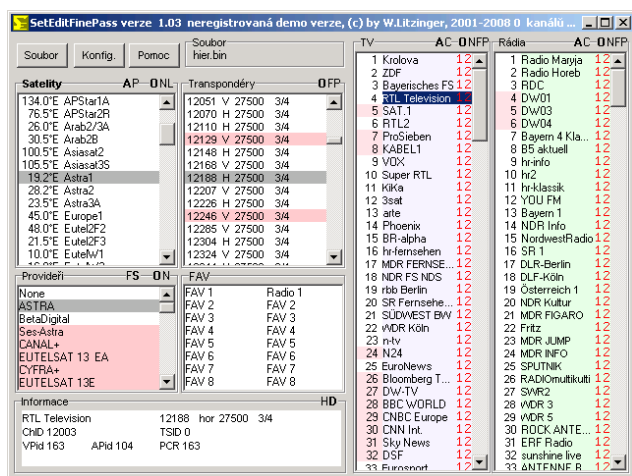 SetEditFinePass verze 1.03 neregistrovaná demo verze, (c) by W.Litzinger, 2001-2008 0 kanálů ...
Soubor Konfig. Pomoc
Soubor
hier.bin
Satelity AP ONL
134.0°E APStar1A
76.5°E APStar2R
26.0°E Arab2/3A
30.5°E Arab2B
100.5°E Asiasat2
105.5°E Asiasat3S
19.2°E Astra1
28.2°E Astra2
23.5°E Astra3A
45.0°E Europe1
48.0°E Eutel2F2
21.5°E Eutel2F3
10.0°E EutelW1
Transpondéry OFP
12051 V 27500 3/4
12070 H 27500 3/4
12110 H 27500 3/4
12129 V 27500 3/4
12148 H 27500 3/4
12168 V 27500 3/4
12188 H 27500 3/4
12207 V 27500 3/4
12226 H 27500 3/4
12246 V 27500 3/4
12285 V 27500 3/4
12304 H 27500 3/4
12324 V 27500 3/4
Provideři FS ON
None
ASTRA
BetaDigital
Ses-Astra
CANAL+
EUTELSAT 13 EA
CYFRA+
EUTELSAT 13E
FAV
FAV 1 Radio 1
FAV 2 FAV 2
FAV 3 FAV 3
FAV 4 FAV 4
FAV 5 FAV 5
FAV 6 FAV 6
FAV 7 FAV 7
FAV 8 FAV 8
Informace HD
RTL Television 12188 hor 27500 3/4
ChID 12003 TSID 0
VPid 163 APid 104 PCR 163
TV AC ONFP
1 Krolova 12
2 ZDF 12
3 Bayerisches FS 12
4 RTL Television 12
5 SAT.1 12
6 RTL2 12
7 ProSieben 12
8 KABEL1 12
9 VOX 12
10 Super RTL 12
11 KiKa 12
12 3sat 12
13 arte 12
14 Phoenix 12
15 BR-alpha 12
16 hr-fernsehen 12
17 MDR FERNSE... 12
18 NDR FS NDS 12
19 rbb Berlin 12
20 SR Fernsehe... 12
21 SÜDWEST BW 12
22 WDR Köln 12
23 n-tv 12
24 N24 12
25 EuroNews 12
26 Bloomberg T... 12
27 DW-TV 12
28 BBC WORLD 12
29 CNBC Europe 12
30 CNN Int. 12
31 Sky News 12
32 DSF 12
33 Eurosport 12
Rádia AC ONFP
1 Radio Maryja 12
2 Radio Horeb 12
3 RDC 12
4 DW01 12
5 DW03 12
6 DW04 12
7 Bayern 4 Kla... 12
8 B5 aktuell 12
9 hr-info 12
10 hr2 12
11 hr-klassik 12
12 YOU FM 12
13 Bayern 1 12
14 NDR Info 12
15 NordwestRadio 12
16 SR 1 12
17 DLR-Berlin 12
18 DLF-Köln 12
19 Österreich 1 12
20 NDR Kultur 12
21 MDR FIGARO 12
22 Fritz 12
23 MDR JUMP 12
24 MDR INFO 12
25 SPUTNIK 12
26 RADIOmultikulti 12
27 SWR2 12
28 WDR 3 12
29 WDR 5 12
30 ROCK ANTE... 12
31 ERF Radio 12
32 sunshine live 12
33 ANTENNE B... 12